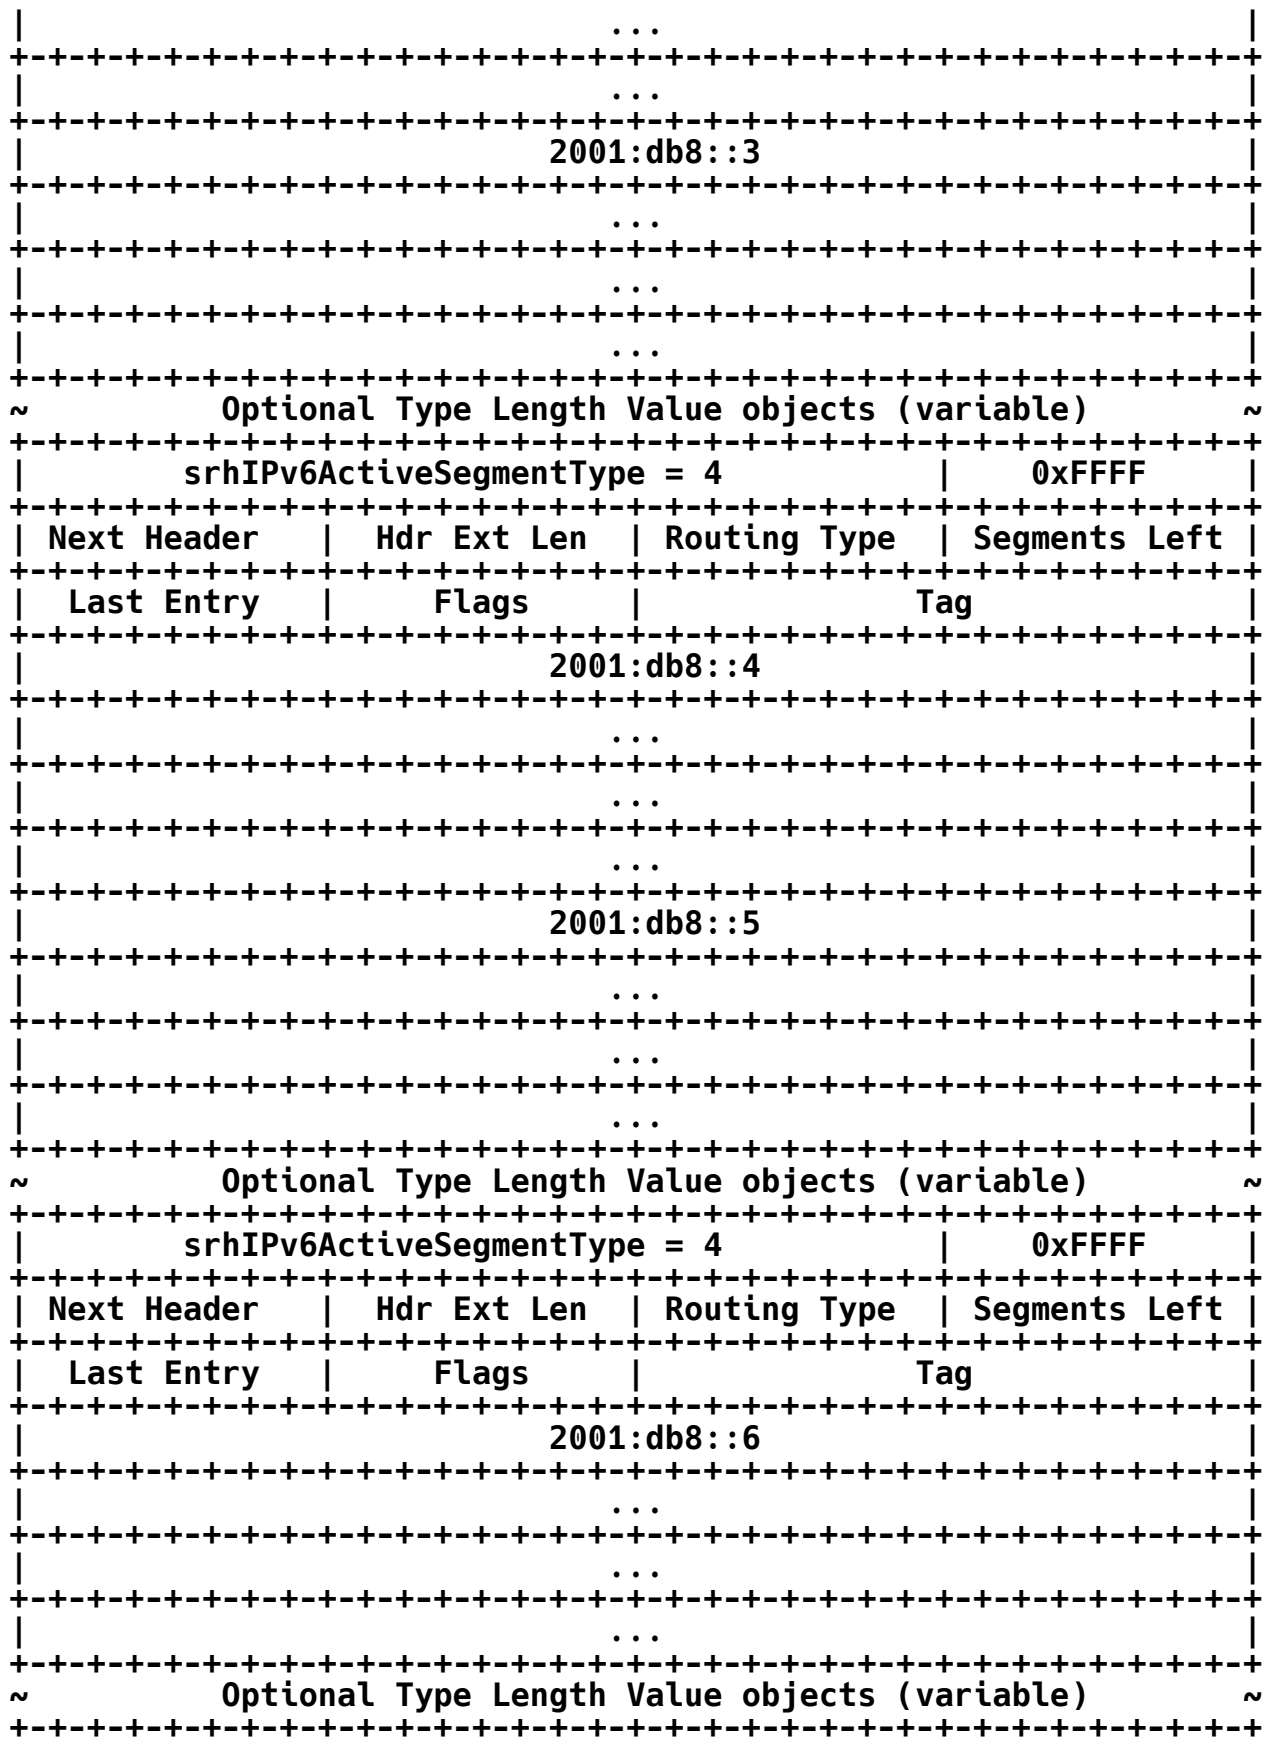 |                              ...                              |
+-+-+-+-+-+-+-+-+-+-+-+-+-+-+-+-+-+-+-+-+-+-+-+-+-+-+-+-+-+-+-+-+
|                              ...                              |
+-+-+-+-+-+-+-+-+-+-+-+-+-+-+-+-+-+-+-+-+-+-+-+-+-+-+-+-+-+-+-+-+
|                           2001:db8::3                         |
+-+-+-+-+-+-+-+-+-+-+-+-+-+-+-+-+-+-+-+-+-+-+-+-+-+-+-+-+-+-+-+-+
|                              ...                              |
+-+-+-+-+-+-+-+-+-+-+-+-+-+-+-+-+-+-+-+-+-+-+-+-+-+-+-+-+-+-+-+-+
|                              ...                              |
+-+-+-+-+-+-+-+-+-+-+-+-+-+-+-+-+-+-+-+-+-+-+-+-+-+-+-+-+-+-+-+-+
|                              ...                              |
+-+-+-+-+-+-+-+-+-+-+-+-+-+-+-+-+-+-+-+-+-+-+-+-+-+-+-+-+-+-+-+-+
~          Optional Type Length Value objects (variable)        ~
+-+-+-+-+-+-+-+-+-+-+-+-+-+-+-+-+-+-+-+-+-+-+-+-+-+-+-+-+-+-+-+-+
|        srhIPv6ActiveSegmentType = 4           |    0xFFFF     |
+-+-+-+-+-+-+-+-+-+-+-+-+-+-+-+-+-+-+-+-+-+-+-+-+-+-+-+-+-+-+-+-+
| Next Header   |  Hdr Ext Len  | Routing Type  | Segments Left |
+-+-+-+-+-+-+-+-+-+-+-+-+-+-+-+-+-+-+-+-+-+-+-+-+-+-+-+-+-+-+-+-+
|  Last Entry   |     Flags     |              Tag              |
+-+-+-+-+-+-+-+-+-+-+-+-+-+-+-+-+-+-+-+-+-+-+-+-+-+-+-+-+-+-+-+-+
|                           2001:db8::4                         |
+-+-+-+-+-+-+-+-+-+-+-+-+-+-+-+-+-+-+-+-+-+-+-+-+-+-+-+-+-+-+-+-+
|                              ...                              |
+-+-+-+-+-+-+-+-+-+-+-+-+-+-+-+-+-+-+-+-+-+-+-+-+-+-+-+-+-+-+-+-+
|                              ...                              |
+-+-+-+-+-+-+-+-+-+-+-+-+-+-+-+-+-+-+-+-+-+-+-+-+-+-+-+-+-+-+-+-+
|                              ...                              |
+-+-+-+-+-+-+-+-+-+-+-+-+-+-+-+-+-+-+-+-+-+-+-+-+-+-+-+-+-+-+-+-+
|                           2001:db8::5                         |
+-+-+-+-+-+-+-+-+-+-+-+-+-+-+-+-+-+-+-+-+-+-+-+-+-+-+-+-+-+-+-+-+
|                              ...                              |
+-+-+-+-+-+-+-+-+-+-+-+-+-+-+-+-+-+-+-+-+-+-+-+-+-+-+-+-+-+-+-+-+
|                              ...                              |
+-+-+-+-+-+-+-+-+-+-+-+-+-+-+-+-+-+-+-+-+-+-+-+-+-+-+-+-+-+-+-+-+
|                              ...                              |
+-+-+-+-+-+-+-+-+-+-+-+-+-+-+-+-+-+-+-+-+-+-+-+-+-+-+-+-+-+-+-+-+
~          Optional Type Length Value objects (variable)        ~
+-+-+-+-+-+-+-+-+-+-+-+-+-+-+-+-+-+-+-+-+-+-+-+-+-+-+-+-+-+-+-+-+
|        srhIPv6ActiveSegmentType = 4           |    0xFFFF     |
+-+-+-+-+-+-+-+-+-+-+-+-+-+-+-+-+-+-+-+-+-+-+-+-+-+-+-+-+-+-+-+-+
| Next Header   |  Hdr Ext Len  | Routing Type  | Segments Left |
+-+-+-+-+-+-+-+-+-+-+-+-+-+-+-+-+-+-+-+-+-+-+-+-+-+-+-+-+-+-+-+-+
|  Last Entry   |     Flags     |              Tag              |
+-+-+-+-+-+-+-+-+-+-+-+-+-+-+-+-+-+-+-+-+-+-+-+-+-+-+-+-+-+-+-+-+
|                           2001:db8::6                         |
+-+-+-+-+-+-+-+-+-+-+-+-+-+-+-+-+-+-+-+-+-+-+-+-+-+-+-+-+-+-+-+-+
|                              ...                              |
+-+-+-+-+-+-+-+-+-+-+-+-+-+-+-+-+-+-+-+-+-+-+-+-+-+-+-+-+-+-+-+-+
|                              ...                              |
+-+-+-+-+-+-+-+-+-+-+-+-+-+-+-+-+-+-+-+-+-+-+-+-+-+-+-+-+-+-+-+-+
|                              ...                              |
+-+-+-+-+-+-+-+-+-+-+-+-+-+-+-+-+-+-+-+-+-+-+-+-+-+-+-+-+-+-+-+-+
~          Optional Type Length Value objects (variable)        ~
+-+-+-+-+-+-+-+-+-+-+-+-+-+-+-+-+-+-+-+-+-+-+-+-+-+-+-+-+-+-+-+-+